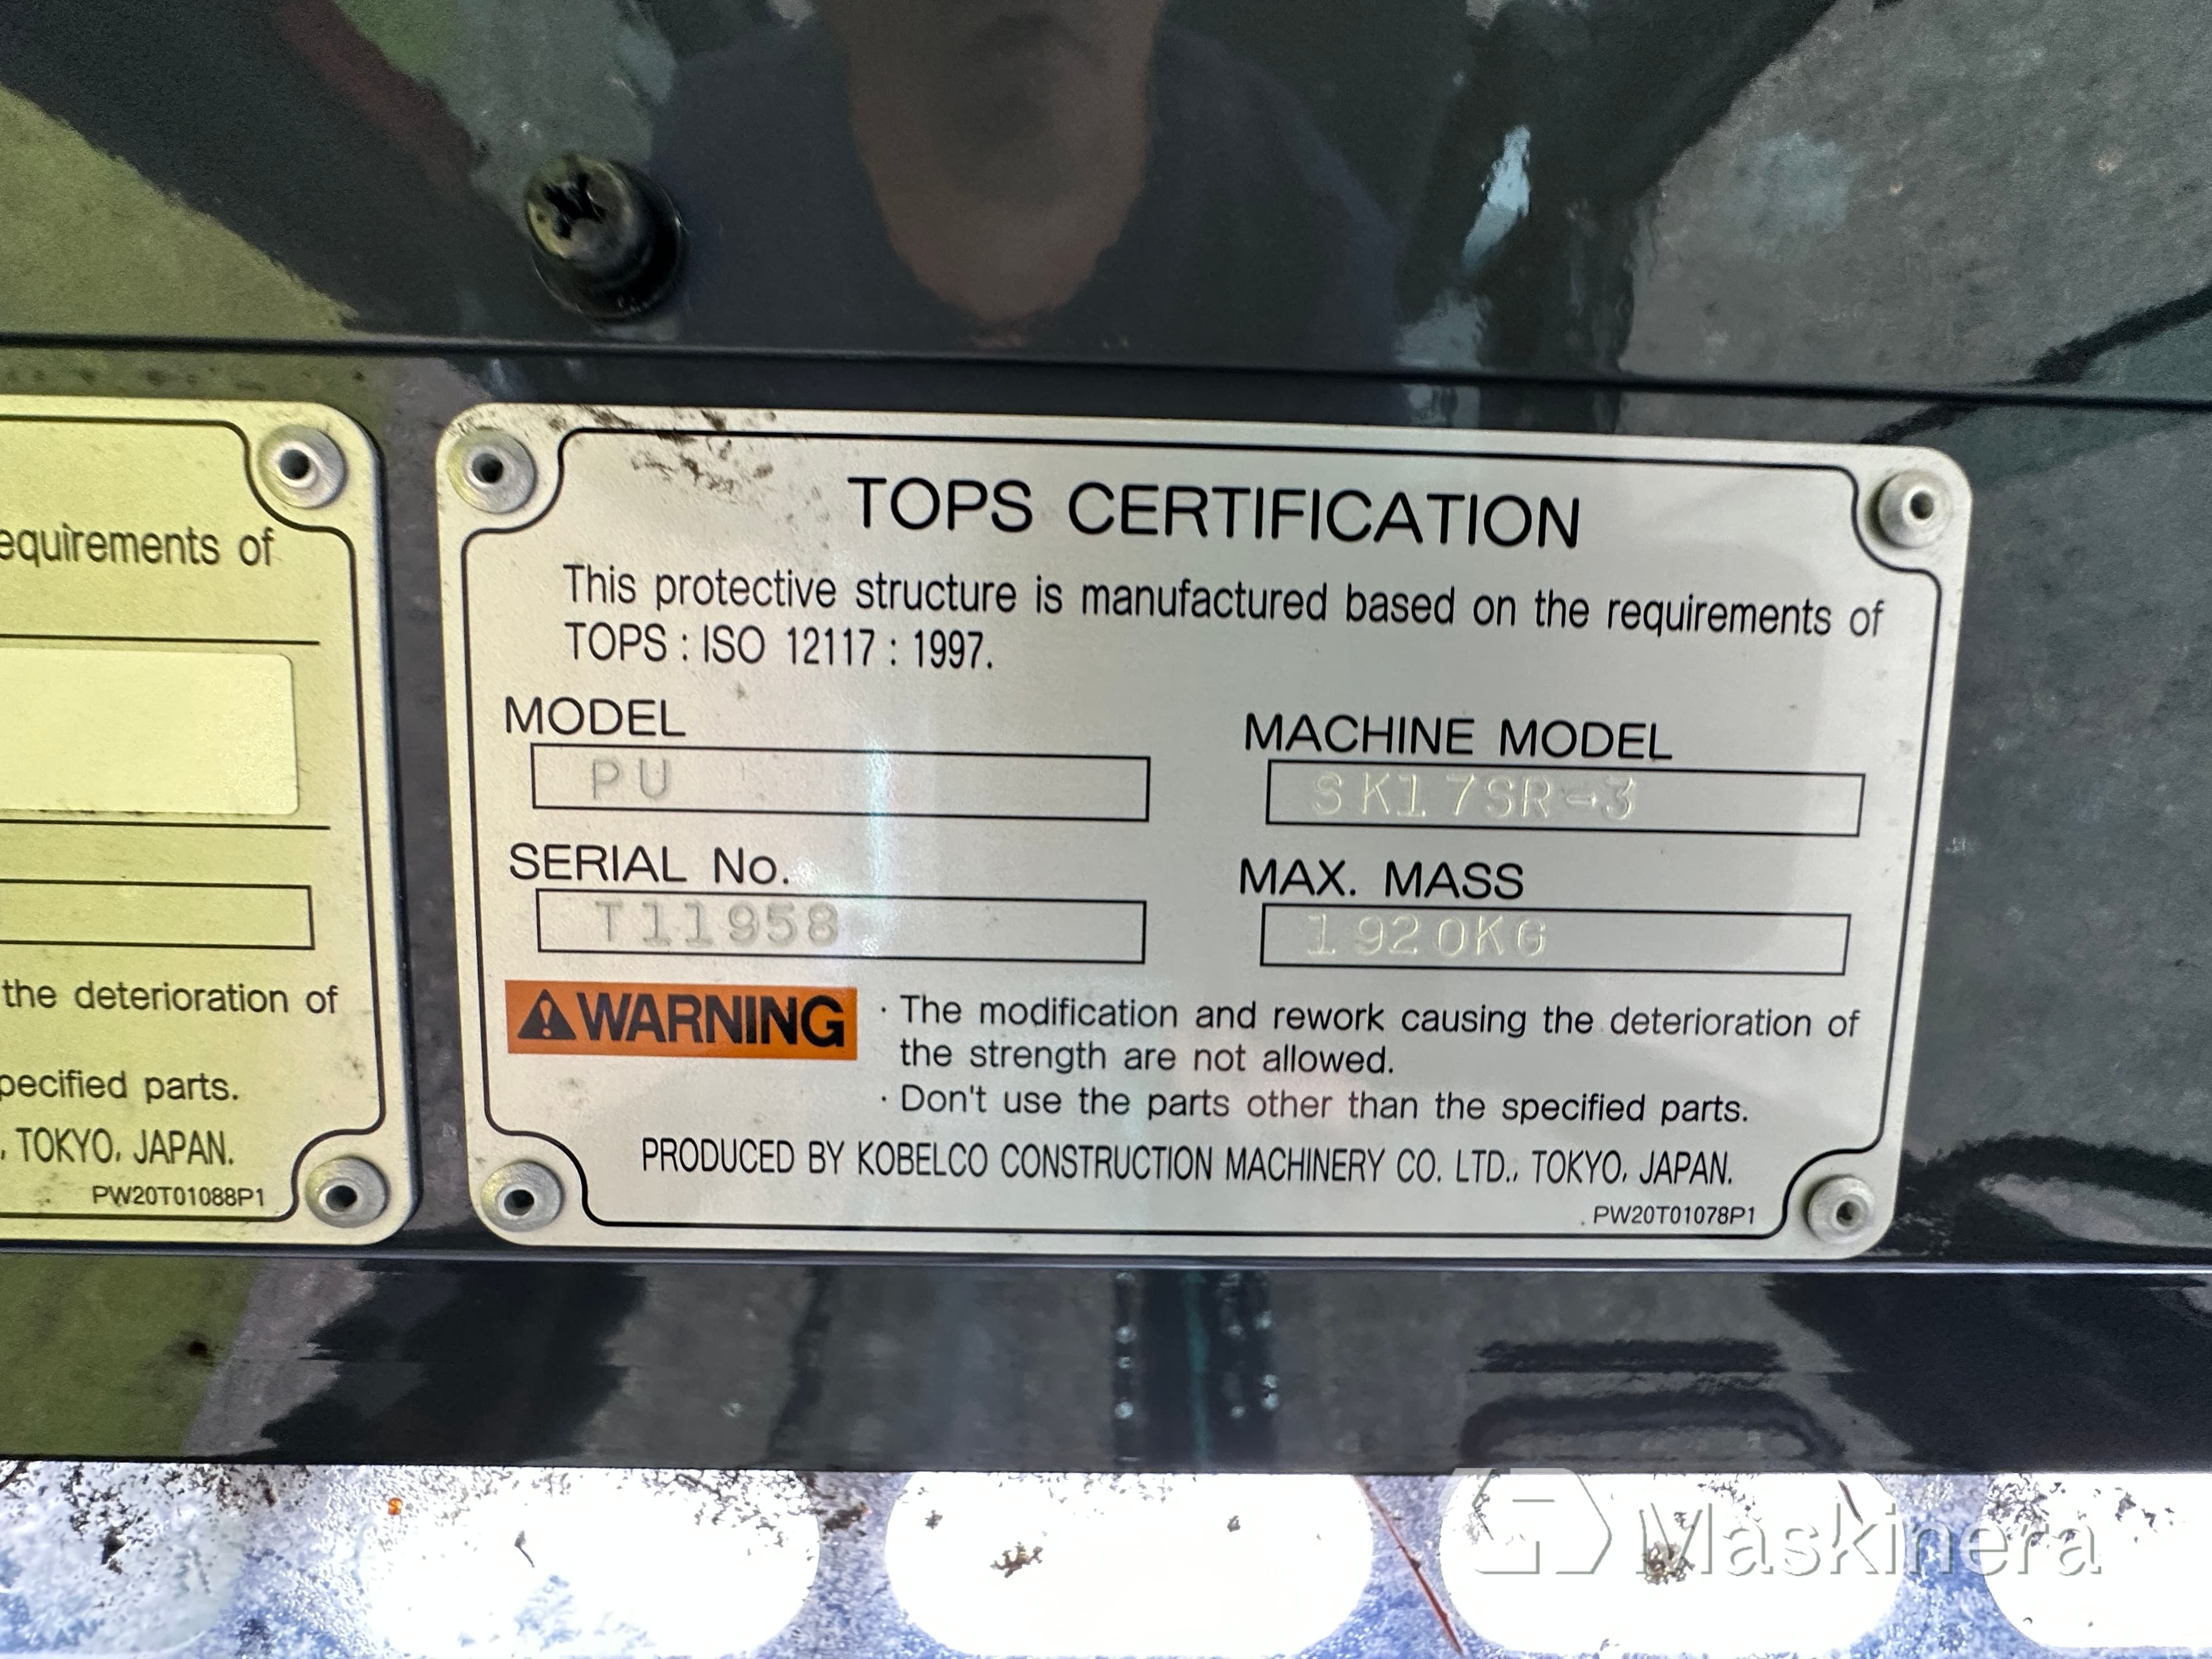 equirements of
the deterioration of
pecified parts.
, TOKYO, JAPAN.
PW20T01088P1
TOPS CERTIFICATION
This protective structure is manufactured based on the requirements of
TOPS : ISO 12117 : 1997.
MODEL
PU
MACHINE MODEL
SK17SR-3
SERIAL No.
T11958
MAX. MASS
1920KG
WARNING
· The modification and rework causing the deterioration of
the strength are not allowed.
· Don't use the parts other than the specified parts.
PRODUCED BY KOBELCO CONSTRUCTION MACHINERY CO. LTD., TOKYO, JAPAN.
PW20T01078P1
Maskinera